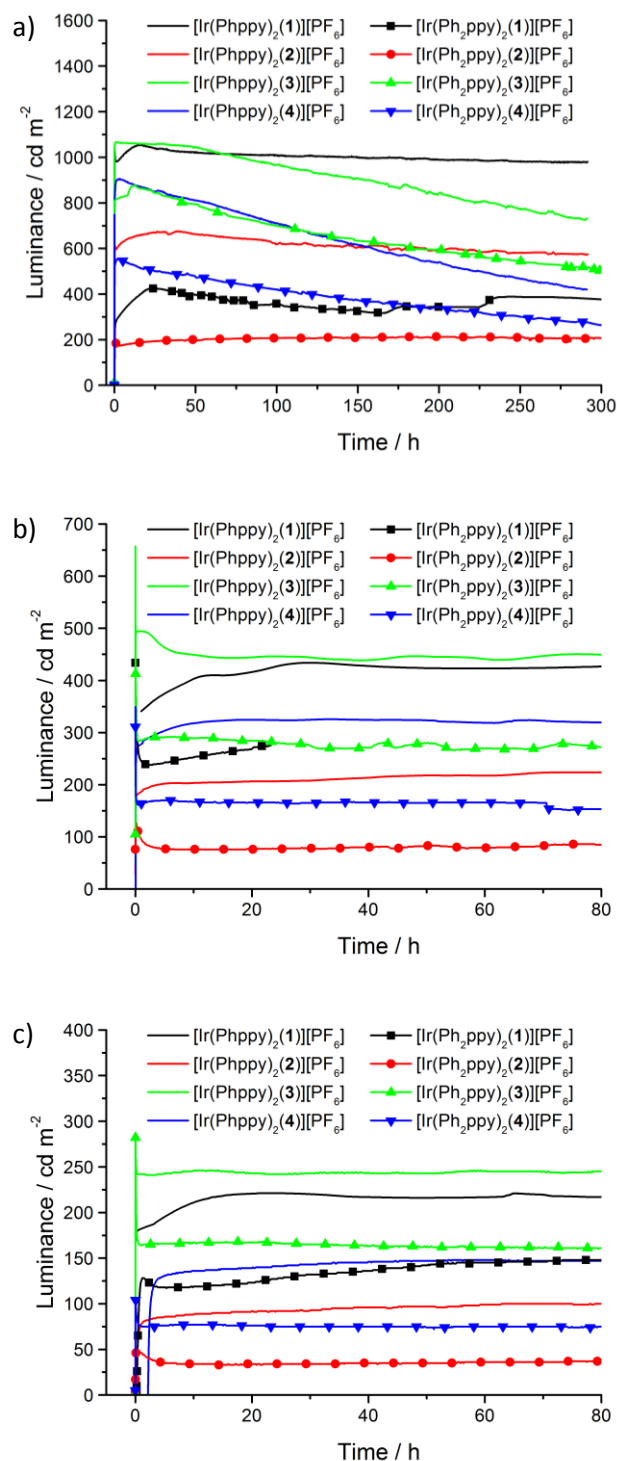 a)
1600
1400
1200
1000
800
600
400
200
0
Luminance / cd m⁻²
[Ir(Phppy)₂(1)][PF₆] [Ir(Ph₂ppy)₂(1)][PF₆]
[Ir(Phppy)₂(2)][PF₆] [Ir(Ph₂ppy)₂(2)][PF₆]
[Ir(Phppy)₂(3)][PF₆] [Ir(Ph₂ppy)₂(3)][PF₆]
[Ir(Phppy)₂(4)][PF₆] [Ir(Ph₂ppy)₂(4)][PF₆]
0 50 100 150 200 250 300
Time / h
b)
700
600
500
400
300
200
100
0
Luminance / cd m⁻²
[Ir(Phppy)₂(1)][PF₆] [Ir(Ph₂ppy)₂(1)][PF₆]
[Ir(Phppy)₂(2)][PF₆] [Ir(Ph₂ppy)₂(2)][PF₆]
[Ir(Phppy)₂(3)][PF₆] [Ir(Ph₂ppy)₂(3)][PF₆]
[Ir(Phppy)₂(4)][PF₆] [Ir(Ph₂ppy)₂(4)][PF₆]
0 20 40 60 80
Time / h
c)
400
350
300
250
200
150
100
50
0
Luminance / cd m⁻²
[Ir(Phppy)₂(1)][PF₆] [Ir(Ph₂ppy)₂(1)][PF₆]
[Ir(Phppy)₂(2)][PF₆] [Ir(Ph₂ppy)₂(2)][PF₆]
[Ir(Phppy)₂(3)][PF₆] [Ir(Ph₂ppy)₂(3)][PF₆]
[Ir(Phppy)₂(4)][PF₆] [Ir(Ph₂ppy)₂(4)][PF₆]
0 20 40 60 80
Time / h